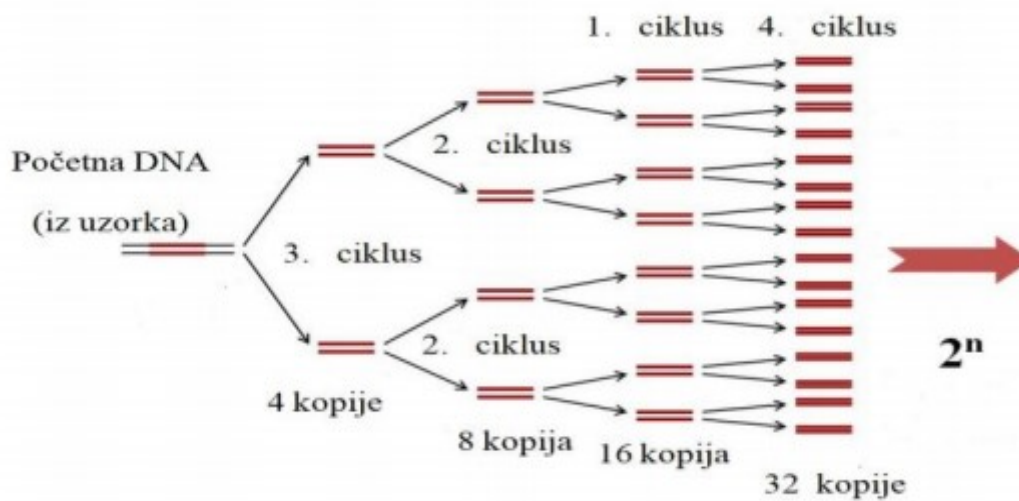 1. ciklus
4. ciklus
2. ciklus
Početna DNA
(iz uzorka)
3. ciklus
2. ciklus
2ⁿ
4 kopije
8 kopija
16 kopija
32 kopije